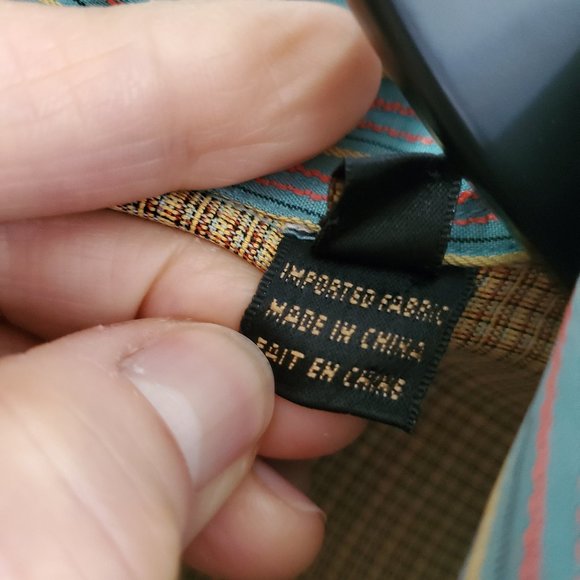 IMPORTED FABRIC
MADE IN CHINA
FAIT EN CHINE